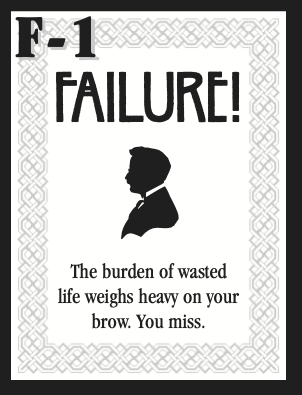 F-1
FAILURE!
The burden of wasted
life weighs heavy on your
brow. You miss.